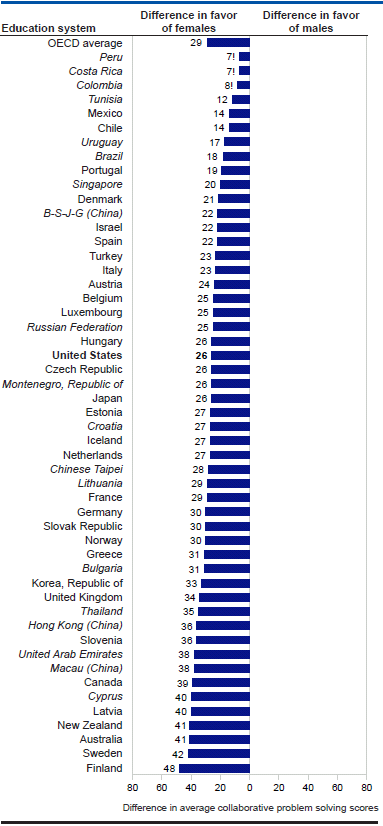 Education system
Difference in favor
of females
Difference in favor
of males
OECD average 29
Peru 7!
Costa Rica 7!
Colombia 8!
Tunisia 12
Mexico 14
Chile 14
Uruguay 17
Brazil 18
Portugal 19
Singapore 20
Denmark 21
B-S-J-G (China) 22
Israel 22
Spain 22
Turkey 23
Italy 23
Austria 24
Belgium 25
Luxembourg 25
Russian Federation 25
Hungary 26
United States 26
Czech Republic 26
Montenegro, Republic of 26
Japan 26
Estonia 27
Croatia 27
Iceland 27
Netherlands 27
Chinese Taipei 28
Lithuania 29
France 29
Germany 30
Slovak Republic 30
Norway 30
Greece 31
Bulgaria 31
Korea, Republic of 33
United Kingdom 34
Thailand 35
Hong Kong (China) 36
Slovenia 36
United Arab Emirates 38
Macau (China) 38
Canada 39
Cyprus 40
Latvia 40
New Zealand 41
Australia 41
Sweden 42
Finland 48
80 60 40 20 0 20 40 60 80
Difference in average collaborative problem solving scores